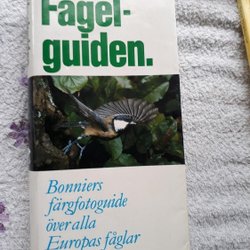 Fågel-
guiden.
Bonniers
färgfotoguide
över alla
Europas fåglar